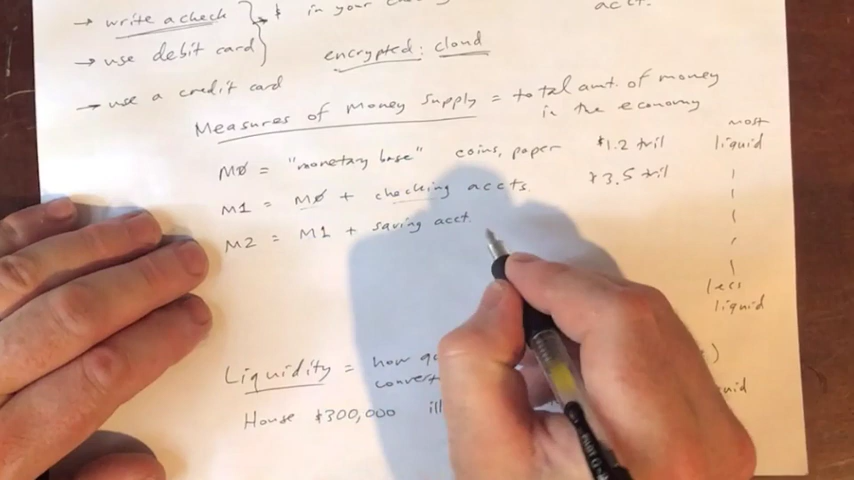 → write a check } $ in your
acct.
→ use debit card encrypted: cloud
→ use a credit card
Measures of Money Supply = total amt. of money
in the economy
MØ = "monetary base" coins, paper $1.2 tril
most
liquid
M1 = MØ + checking accts. $3.5 tril
M2 = M1 + saving acct.
less
liquid
Liquidity = how
convert
House $300,000 ill